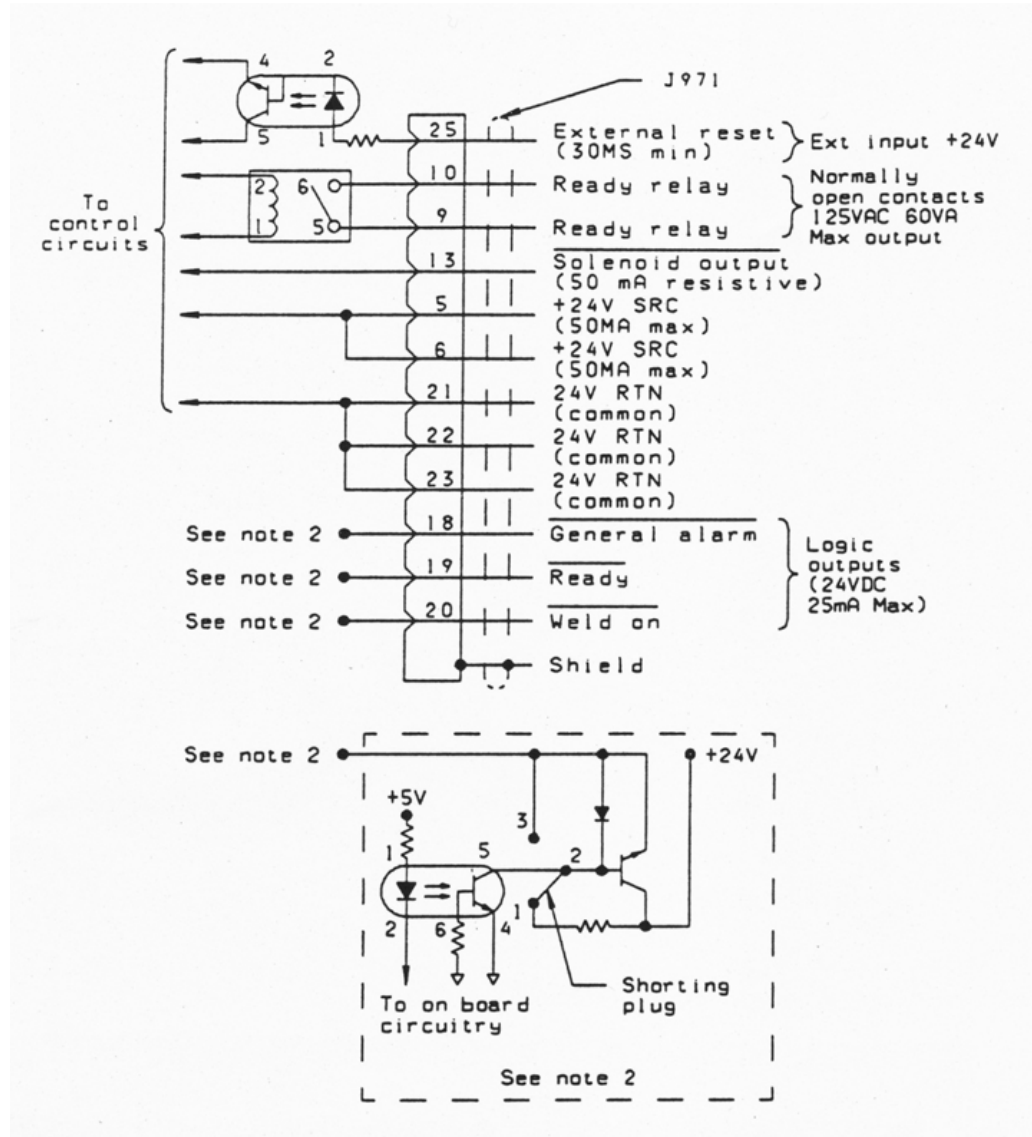 J971
4 2
5 1
25
External reset
(30MS min)
Ext input +24V
2 6
1 5
10
Ready relay
9
Ready relay
Normally
open contacts
125VAC 60VA
Max output
To
control
circuits
13
Solenoid output
(50 mA resistive)
5
+24V SRC
(50MA max)
6
+24V SRC
(50MA max)
21
24V RTN
(common)
22
24V RTN
(common)
23
24V RTN
(common)
See note 2
18
General alarm
See note 2
19
Ready
See note 2
20
Weld on
Logic
outputs
(24VDC
25mA Max)
Shield
See note 2
+24V
+5V
3
1 5 2
1
2 6 4
To on board
circuitry
Shorting
plug
See note 2